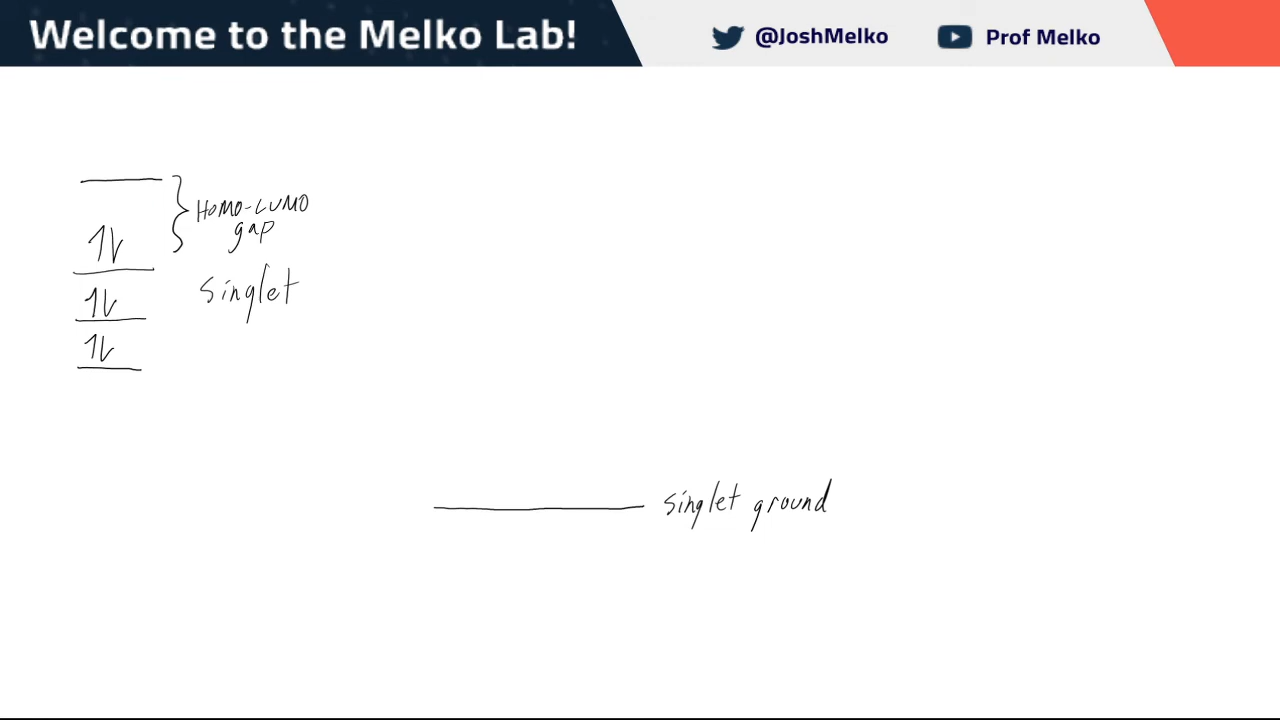 Welcome to the Melko Lab!
@JoshMelko
Prof Melko
HOMO-LUMO
gap
singlet
singlet ground